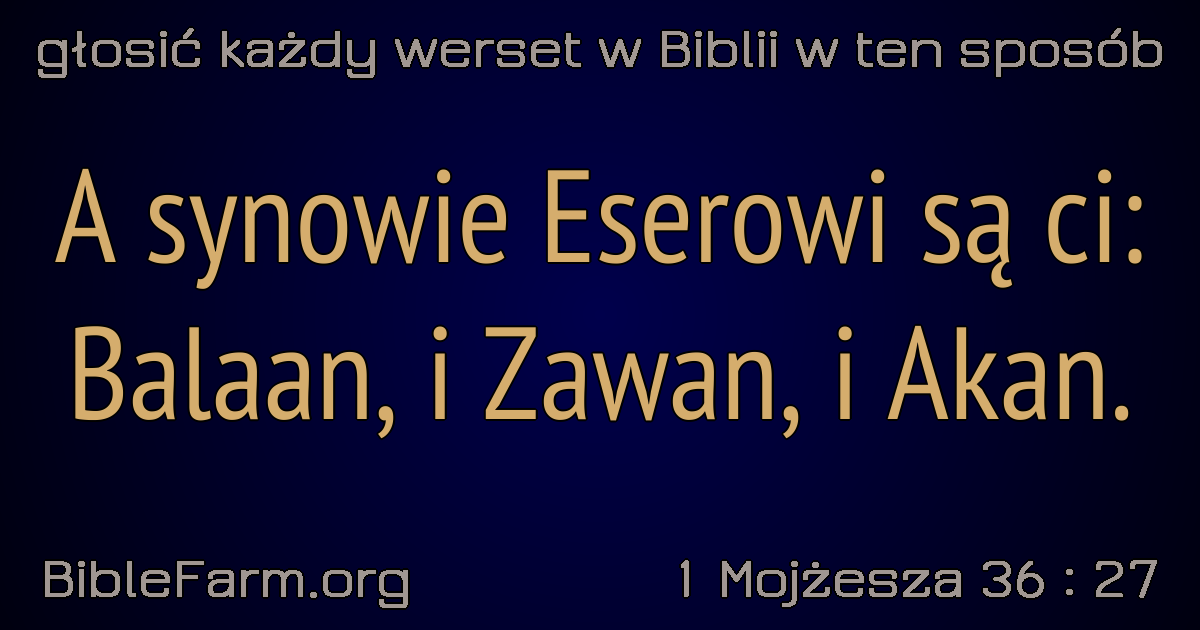 głosić każdy werset w Biblii w ten sposób
A synowie Eserowi są ci:
Balaan, i Zawan, i Akan.
BibleFarm.org
1 Mojżesza 36 : 27